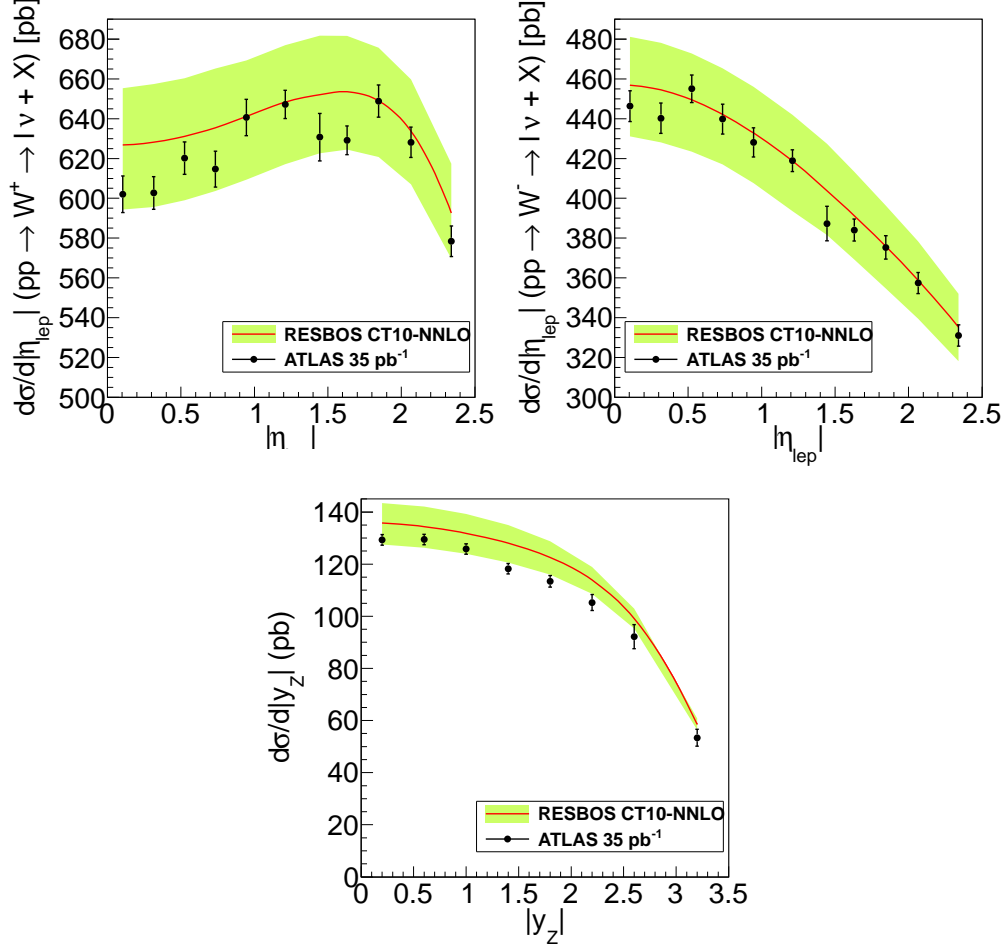 dσ/d|η_lep| (pp → W⁺ → l ν + X) [pb]
680
660
640
620
600
580
560
540
520
500
RESBOS CT10-NNLO
ATLAS 35 pb⁻¹
0 0.5 1 1.5 2 2.5
|η |
dσ/d|η_lep| (pp → W⁻ → l ν + X) [pb]
480
460
440
420
400
380
360
340
320
300
RESBOS CT10-NNLO
ATLAS 35 pb⁻¹
0 0.5 1 1.5 2 2.5
|η_lep|
dσ/d|y_Z| (pb)
140
120
100
80
60
40
20
0
RESBOS CT10-NNLO
ATLAS 35 pb⁻¹
0 0.5 1 1.5 2 2.5 3 3.5
|y_Z|